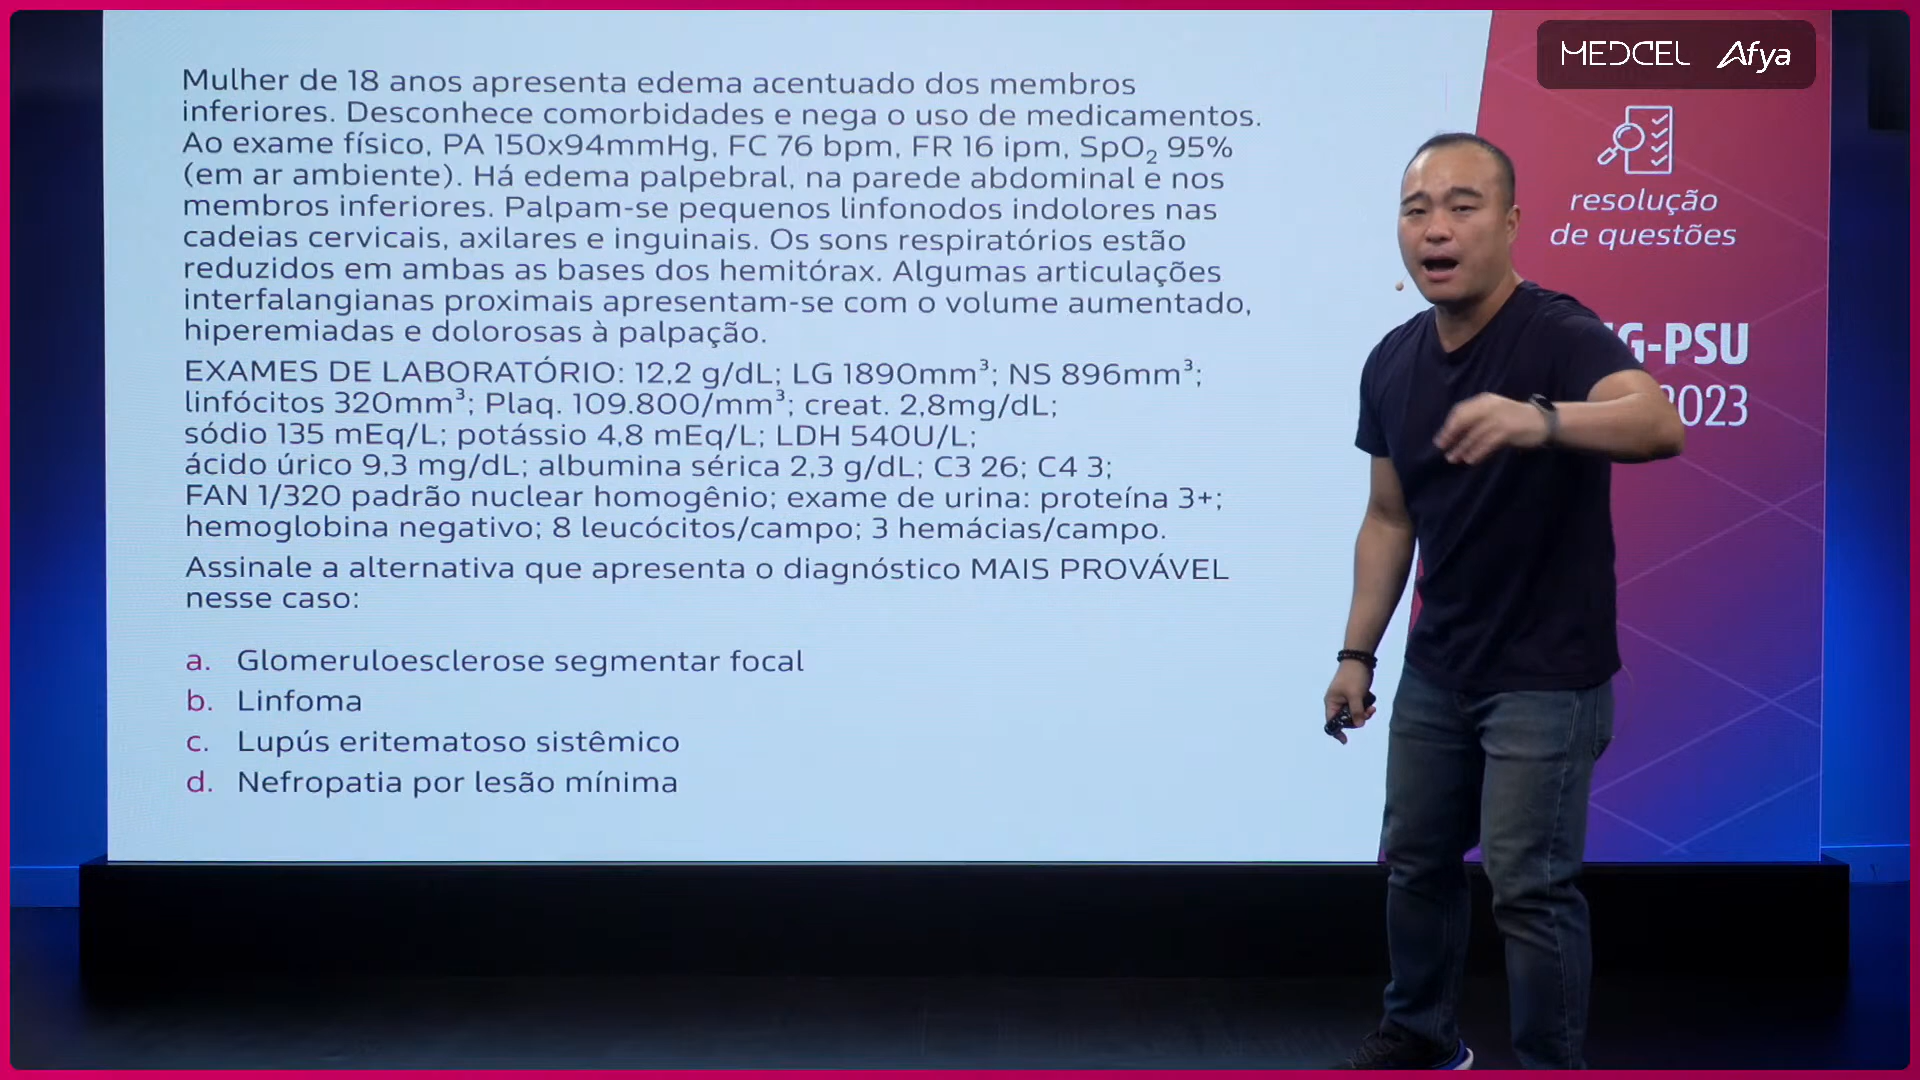 MEDCEL Afya
Mulher de 18 anos apresenta edema acentuado dos membros
inferiores. Desconhece comorbidades e nega o uso de medicamentos.
Ao exame físico, PA 150x94mmHg, FC 76 bpm, FR 16 ipm, SpO₂ 95%
(em ar ambiente). Há edema palpebral, na parede abdominal e nos
membros inferiores. Palpam-se pequenos linfonodos indolores nas
cadeias cervicais, axilares e inguinais. Os sons respiratórios estão
reduzidos em ambas as bases dos hemitórax. Algumas articulações
interfalangianas proximais apresentam-se com o volume aumentado,
hiperemiadas e dolorosas à palpação.
EXAMES DE LABORATÓRIO: 12,2 g/dL; LG 1890mm³; NS 896mm³;
linfócitos 320mm³; Plaq. 109.800/mm³; creat. 2,8mg/dL;
sódio 135 mEq/L; potássio 4,8 mEq/L; LDH 540U/L;
ácido úrico 9,3 mg/dL; albumina sérica 2,3 g/dL; C3 26; C4 3;
FAN 1/320 padrão nuclear homogênio; exame de urina: proteína 3+;
hemoglobina negativo; 8 leucócitos/campo; 3 hemácias/campo.
Assinale a alternativa que apresenta o diagnóstico MAIS PROVÁVEL
nesse caso:
a. Glomeruloesclerose segmentar focal
b. Linfoma
c. Lupús eritematoso sistêmico
d. Nefropatia por lesão mínima
resolução
de questões
G-PSU
2023